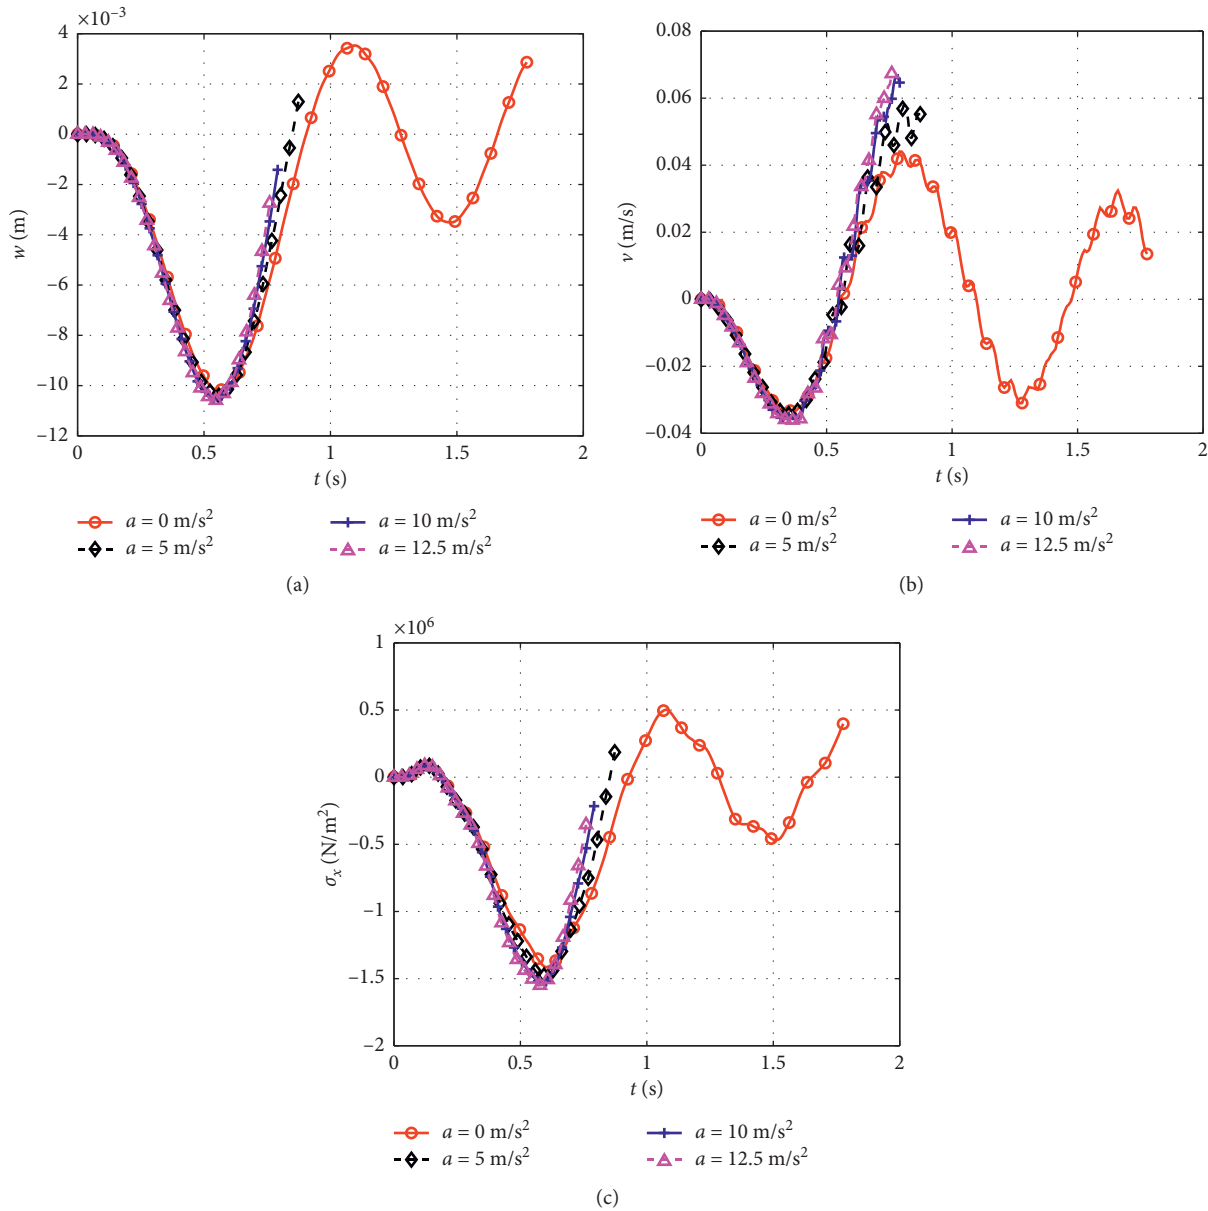 ×10⁻³
4
2
0
−2
−4
−6
−8
−10
−12
w (m)
0 0.5 1 1.5 2
t (s)
a = 0 m/s²
a = 10 m/s²
a = 5 m/s²
a = 12.5 m/s²
(a)
0.08
0.06
0.04
0.02
0
−0.02
−0.04
v (m/s)
0 0.5 1 1.5 2
t (s)
a = 0 m/s²
a = 10 m/s²
a = 5 m/s²
a = 12.5 m/s²
(b)
×10⁶
1
0.5
0
−0.5
−1
−1.5
−2
σₓ (N/m²)
0 0.5 1 1.5 2
t (s)
a = 0 m/s²
a = 10 m/s²
a = 5 m/s²
a = 12.5 m/s²
(c)